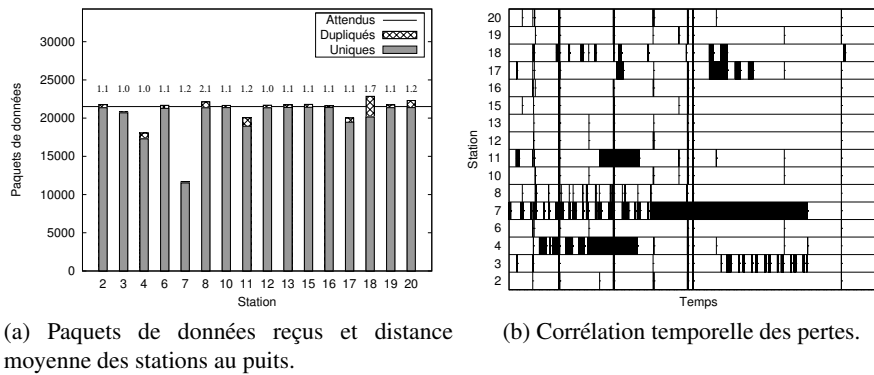 Attendus
Dupliqués
Uniques
30000
25000
20000
15000
10000
5000
0
Paquets de données
1.1 1.0 1.0 1.1 1.2 2.1 1.1 1.2 1.1 1.1 1.1 1.1 1.2 1.7 1.1 1.2
2 3 4 6 7 8 10 11 12 13 15 16 17 18 19 20
Station
20
19
18
17
16
15
13
12
11
10
8
7
6
4
3
2
Station
Temps
(a) Paquets de données reçus et distance
moyenne des stations au puits.
(b) Corrélation temporelle des pertes.